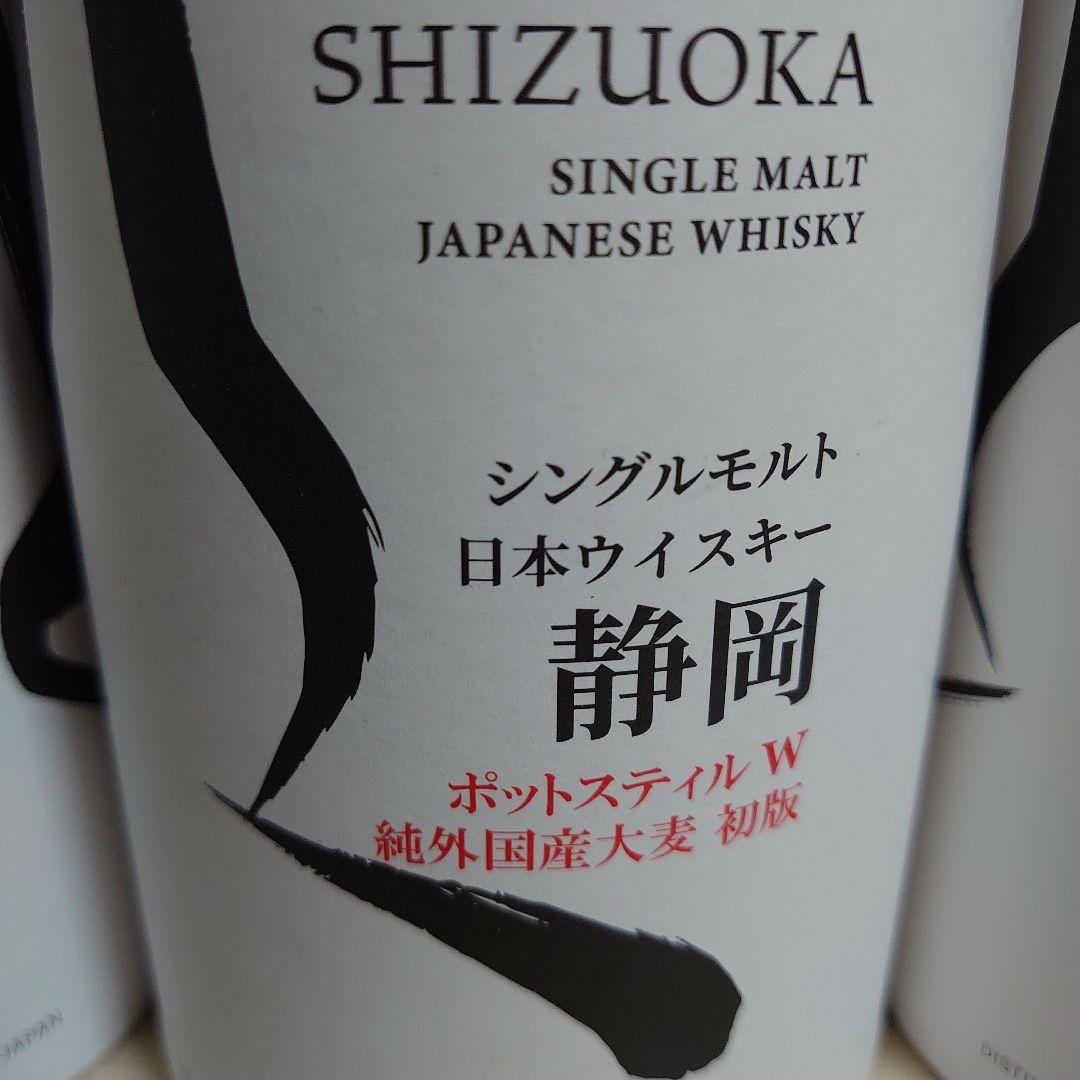 SHIZUOKA
SINGLE MALT
JAPANESE WHISKY
シングルモルト
日本ウイスキー
静岡
ポットスティル W
純外国産大麦 初版
JAPAN